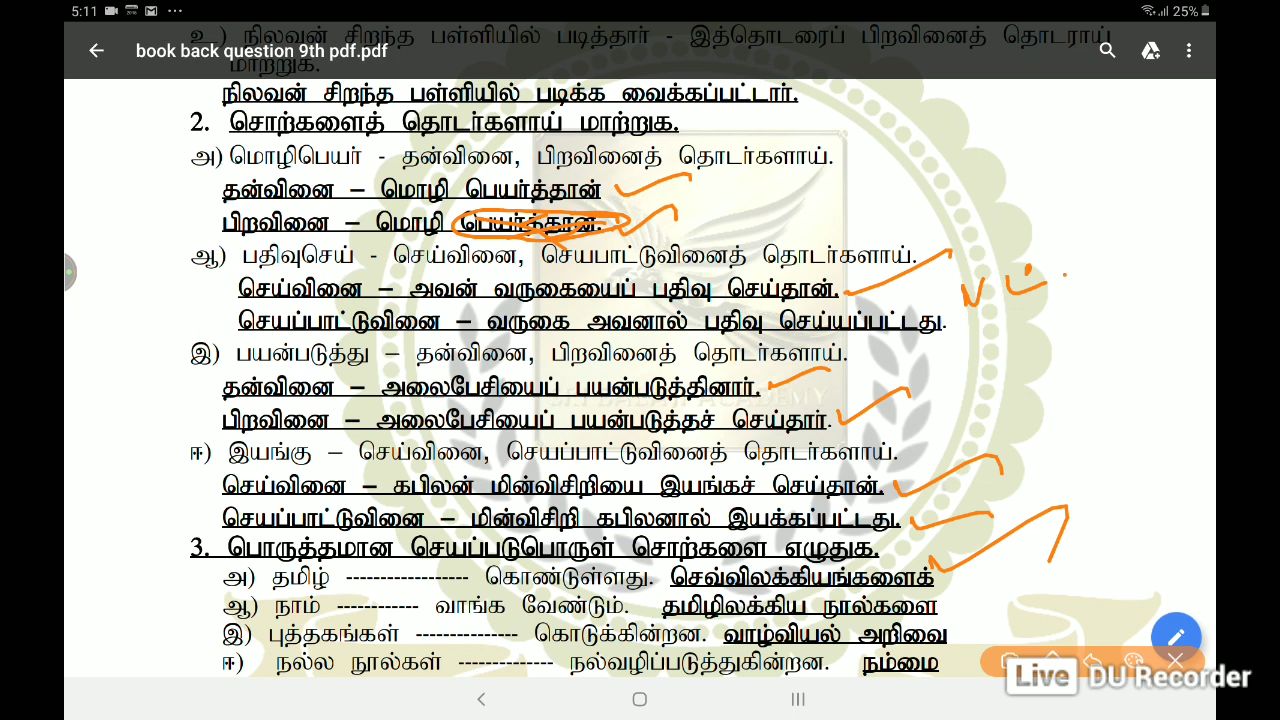 5:11
25%
book back question 9th pdf.pdf
உ) நிலவன் சிறந்த பள்ளியில் படித்தார் - இத்தொடரைப் பிறவினைத் தொடராய்
மாற்றுக.
நிலவன் சிறந்த பள்ளியில் படிக்க வைக்கப்பட்டார்.
2. சொற்களைத் தொடர்களாய் மாற்றுக.
அ) மொழிபெயர் - தன்வினை, பிறவினைத் தொடர்களாய்.
தன்வினை – மொழி பெயர்த்தான்
பிறவினை – மொழி பெயர்த்தான்.
ஆ) பதிவுசெய் - செய்வினை, செயபாட்டுவினைத் தொடர்களாய்.
செய்வினை – அவன் வருகையைப் பதிவு செய்தான்.
செயப்பாட்டுவினை – வருகை அவனால் பதிவு செய்யப்பட்டது.
இ) பயன்படுத்து – தன்வினை, பிறவினைத் தொடர்களாய்.
தன்வினை – அலைபேசியைப் பயன்படுத்தினார்.
பிறவினை – அலைபேசியைப் பயன்படுத்தச் செய்தார்.
ஈ) இயங்கு – செய்வினை, செயப்பாட்டுவினைத் தொடர்களாய்.
செய்வினை – கபிலன் மின்விசிறியை இயங்கச் செய்தான்.
செயப்பாட்டுவினை – மின்விசிறி கபிலனால் இயக்கப்பட்டது.
3. பொருத்தமான செயப்படுபொருள் சொற்களை எழுதுக.
அ) தமிழ் ------------------ கொண்டுள்ளது. செவ்விலக்கியங்களைக்
ஆ) நாம் ------------ வாங்க வேண்டும். தமிழிலக்கிய நூல்களை
இ) புத்தகங்கள் --------------- கொடுக்கின்றன. வாழ்வியல் அறிவை
ஈ) நல்ல நூல்கள் -------------- நல்வழிப்படுத்துகின்றன. நம்மை
Live DU Recorder